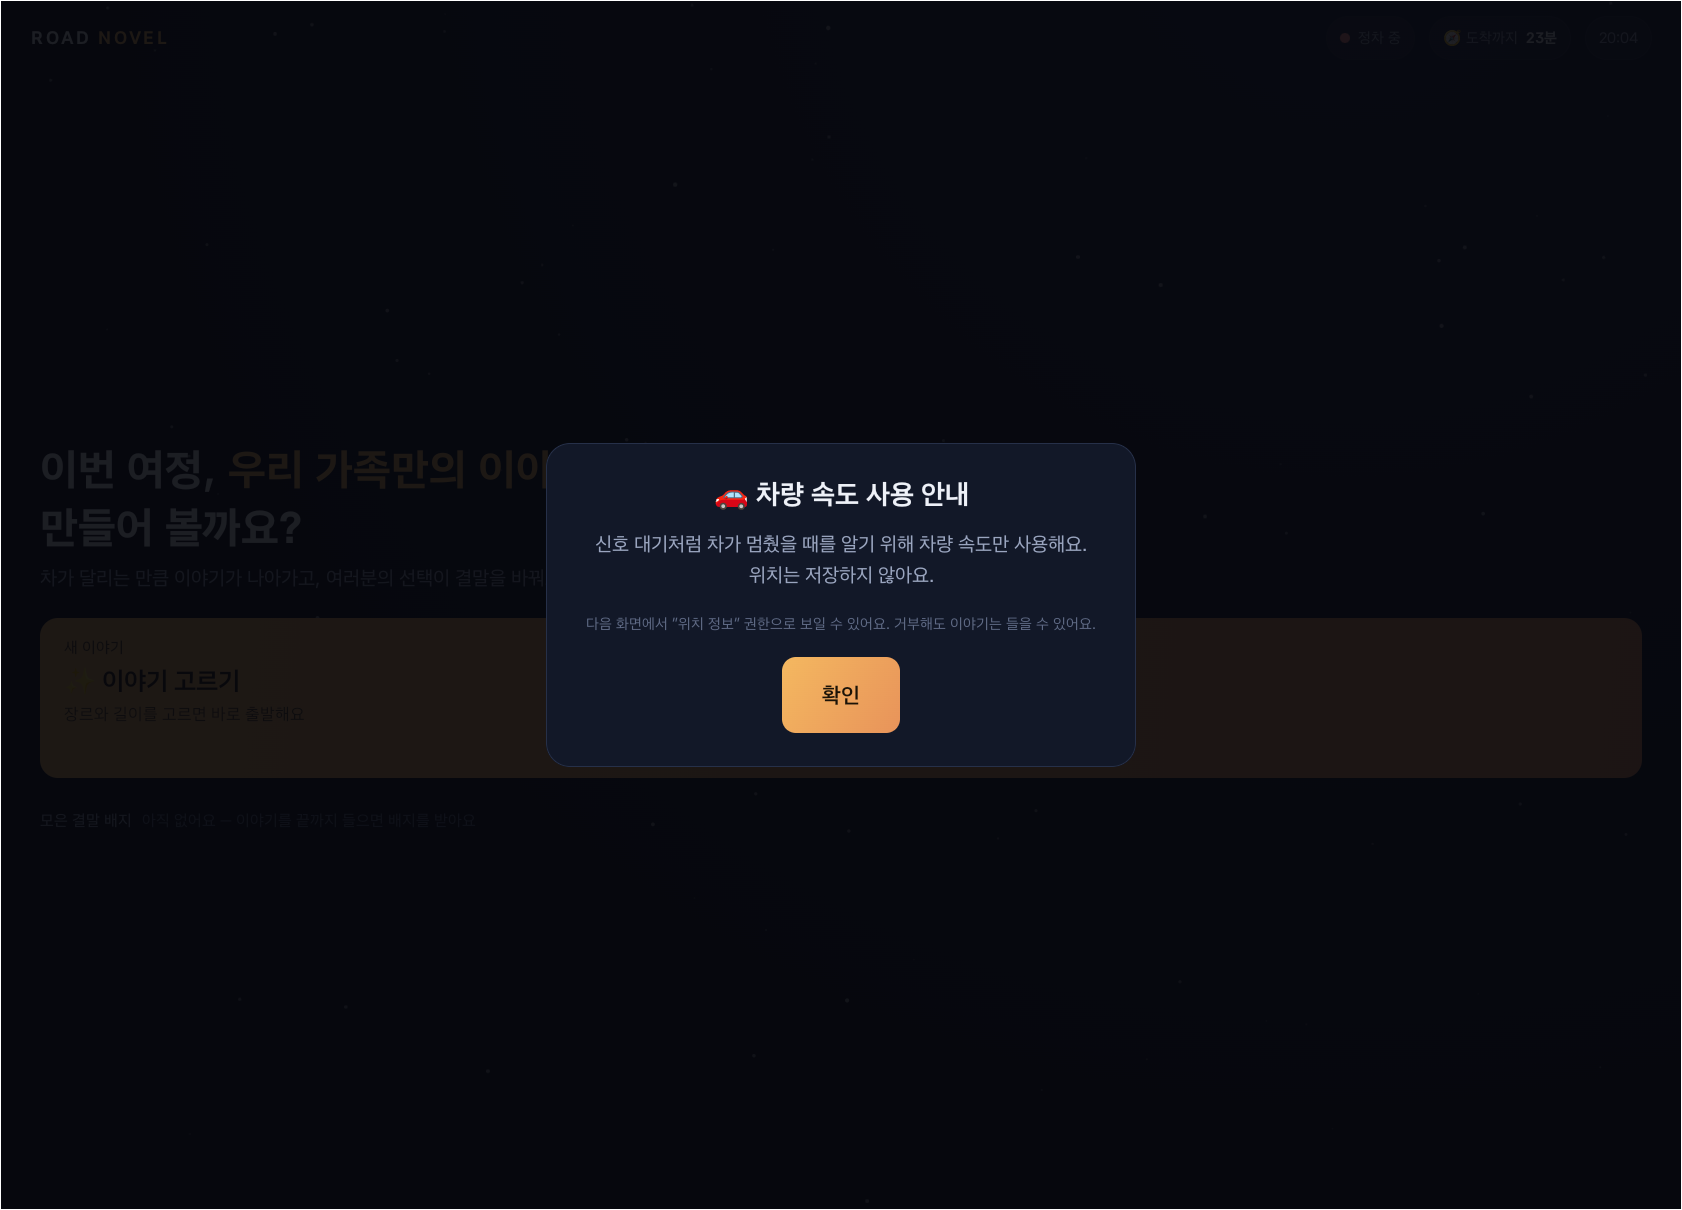 ROAD NOVEL
정차 중
도착까지 23분
20:04
이번 여정, 우리 가족만의 이야
만들어 볼까요?
차가 달리는 만큼 이야기가 나아가고, 여러분의 선택이 결말을 바꿔
새 이야기
이야기 고르기
장르와 길이를 고르면 바로 출발해요
모은 결말 배지 아직 없어요 — 이야기를 끝까지 들으면 배지를 받아요
🚗 차량 속도 사용 안내
신호 대기처럼 차가 멈췄을 때를 알기 위해 차량 속도만 사용해요.
위치는 저장하지 않아요.
다음 화면에서 "위치 정보" 권한으로 보일 수 있어요. 거부해도 이야기는 들을 수 있어요.
확인